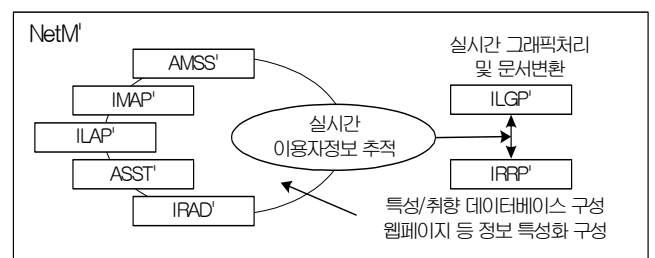 NetM'
AMSS'
IMAP'
ILAP'
ASST'
IRAD'
실시간
이용자정보 추적
실시간 그래픽처리
및 문서변환
ILGP'
IRRP'
특성/취향 데이터베이스 구성
웹페이지 등 정보 특성화 구성